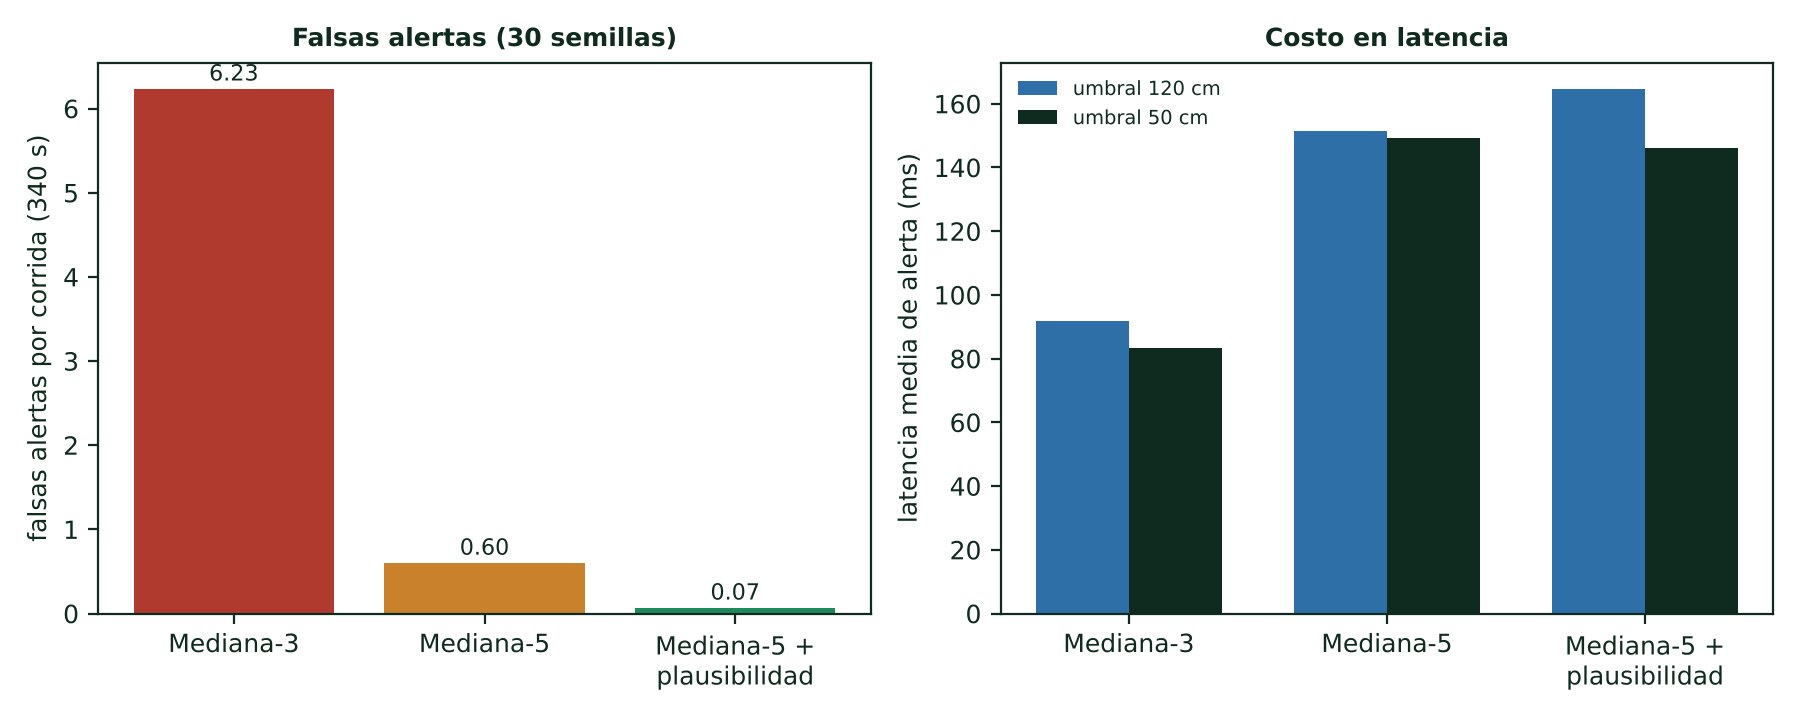 Falsas alertas (30 semillas)
falsas alertas por corrida (340 s)
6
5
4
3
2
1
0
6.23
0.60
0.07
Mediana-3
Mediana-5
Mediana-5 +
plausibilidad
Costo en latencia
latencia media de alerta (ms)
umbral 120 cm
umbral 50 cm
160
140
120
100
80
60
40
20
0
Mediana-3
Mediana-5
Mediana-5 +
plausibilidad